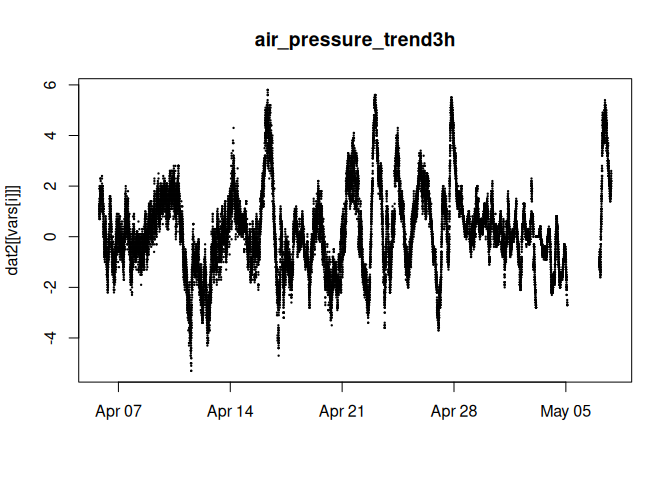 air_pressure_trend3h
dat2[[vars[i]]
6
4
2
0
-2
-4
Apr 07
Apr 14
Apr 21
Apr 28
May 05